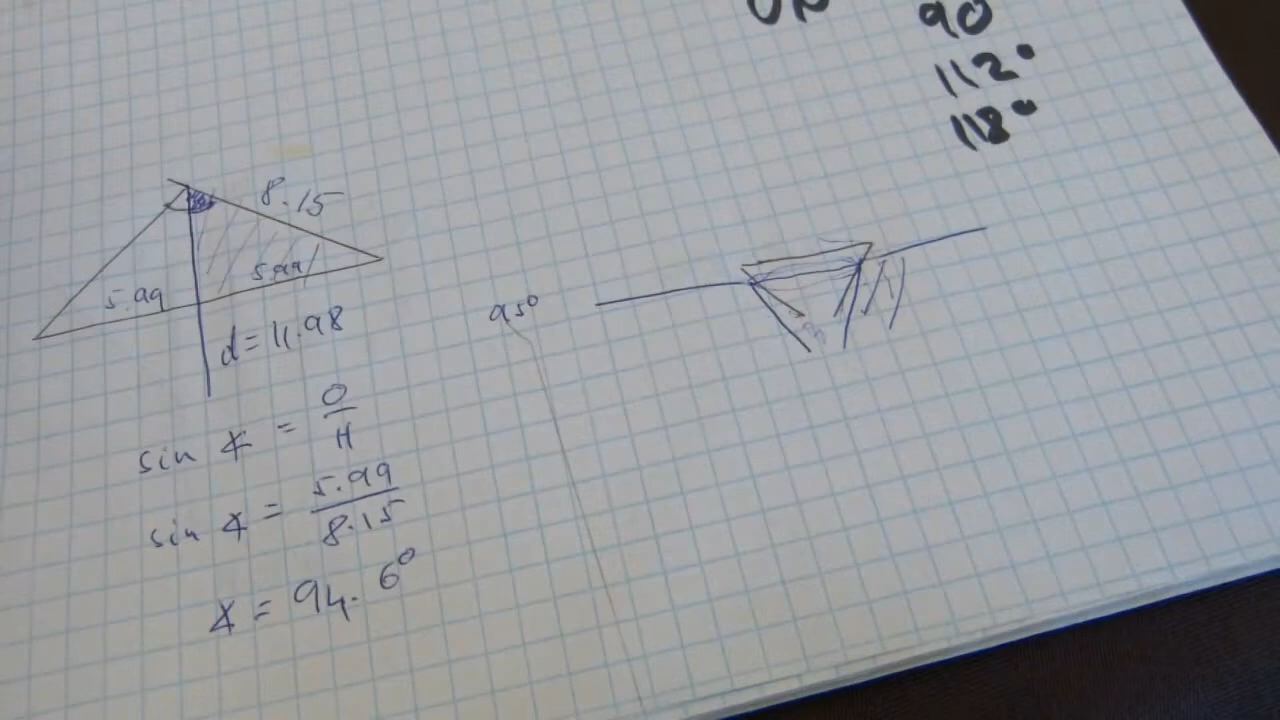 90
112°
118°
8.15
5.99
5.99
d = 11.98
95°
sin ∡ = O/H
sin ∡ = 5.99/8.15
∡ = 94.6°